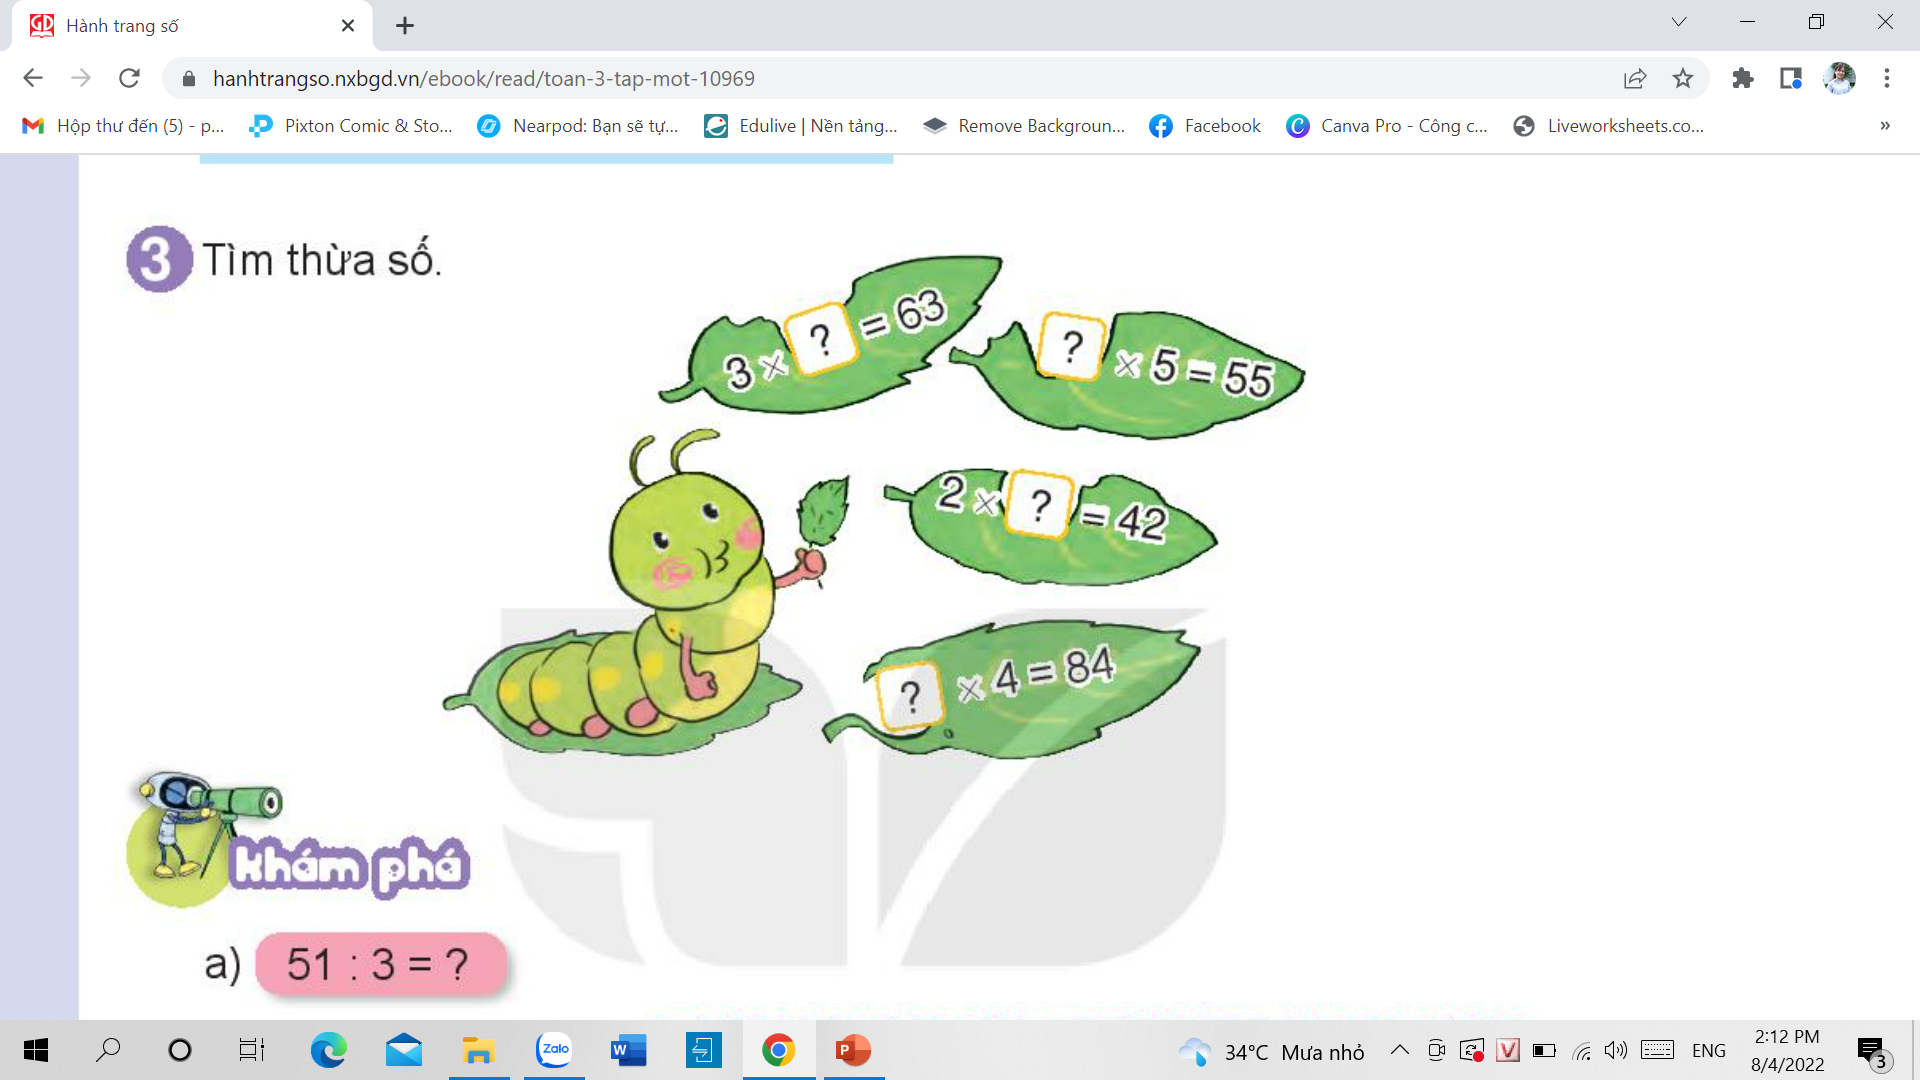 Hành trang số
hanhtrangso.nxbgd.vn/ebook/read/toan-3-tap-mot-10969
Hộp thư đến (5) - p...
Pixton Comic & Sto...
Nearpod: Bạn sẽ tự...
Edulive | Nền tảng...
Remove Backgroun...
Facebook
Canva Pro - Công c...
Liveworksheets.co...
»
3 Tìm thừa số.
3 × ? = 63
? × 5 = 55
2 × ? = 42
? × 4 = 84
khám phá
a) 51 : 3 = ?
Zalo
34°C Mưa nhỏ
ENG
2:12 PM
8/4/2022
3